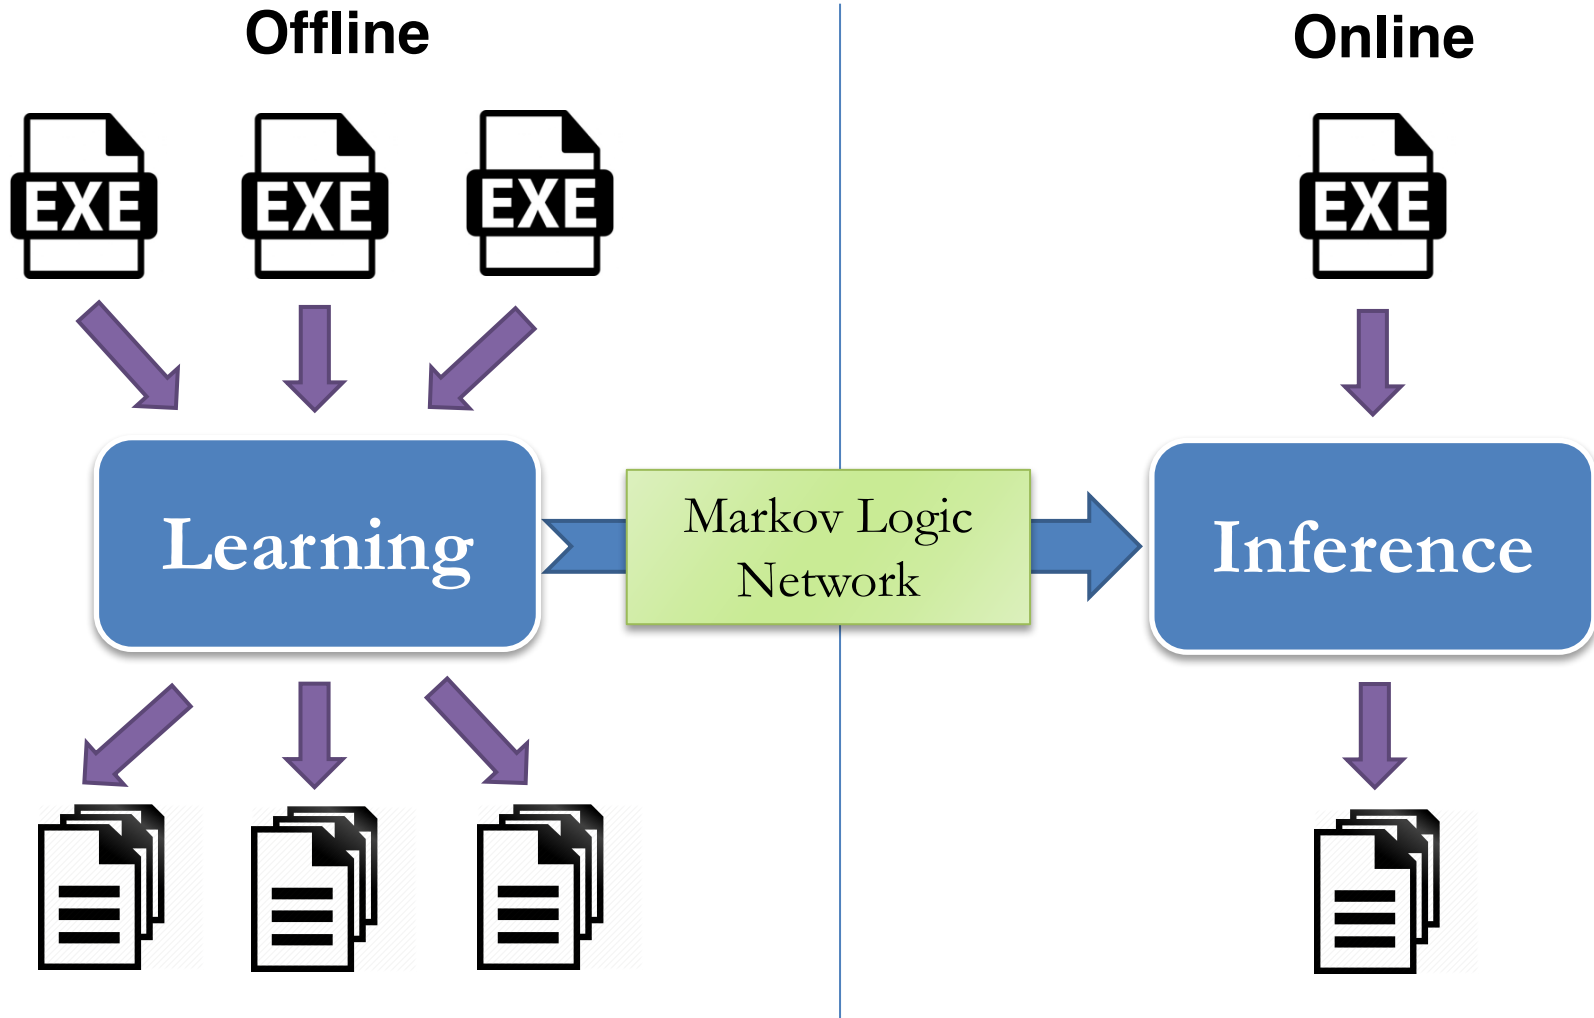 Offline
Online
EXE
EXE
EXE
EXE
Learning
Markov Logic
Network
Inference